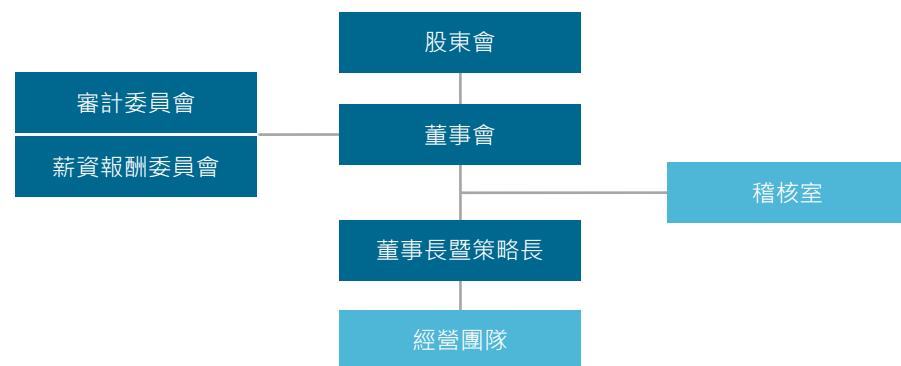 股東會
審計委員會
董事會
薪資報酬委員會
稽核室
董事長暨策略長
經營團隊